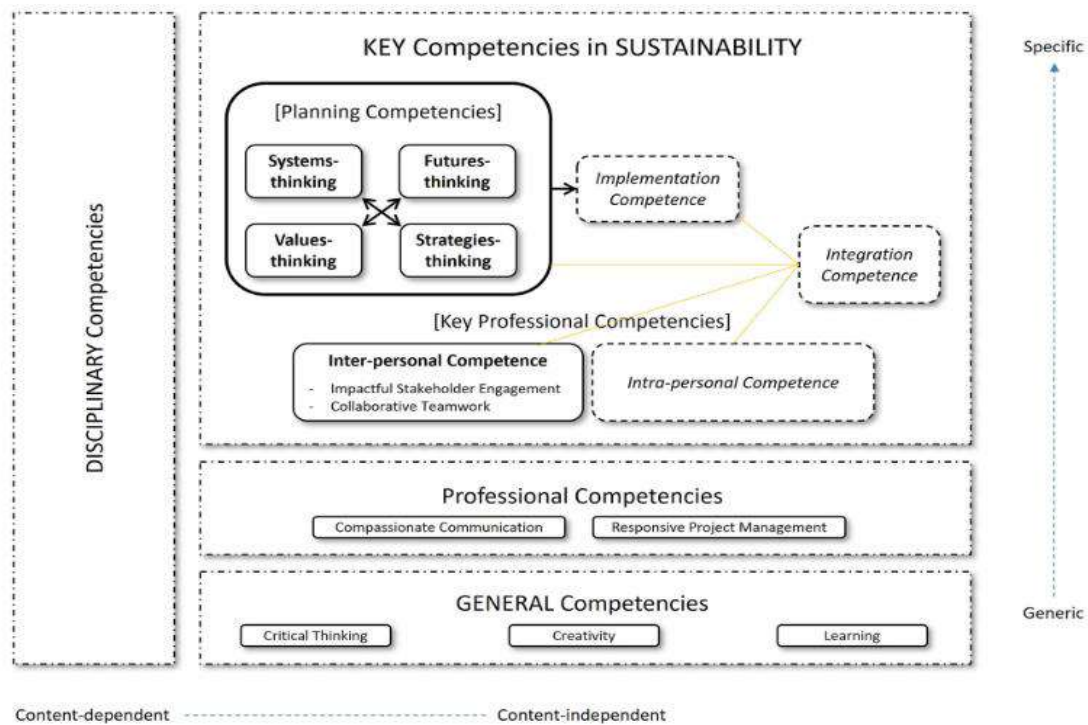 KEY Competencies in SUSTAINABILITY
Specific
[Planning Competencies]
Systems-
thinking
Futures-
thinking
Implementation
Competence
Values-
thinking
Strategies-
thinking
Integration
Competence
[Key Professional Competencies]
Inter-personal Competence
- Impactful Stakeholder Engagement
- Collaborative Teamwork
Intra-personal Competence
DISCIPLINARY Competencies
Professional Competencies
Compassionate Communication
Responsive Project Management
GENERAL Competencies
Critical Thinking
Creativity
Learning
Generic
Content-dependent
Content-independent